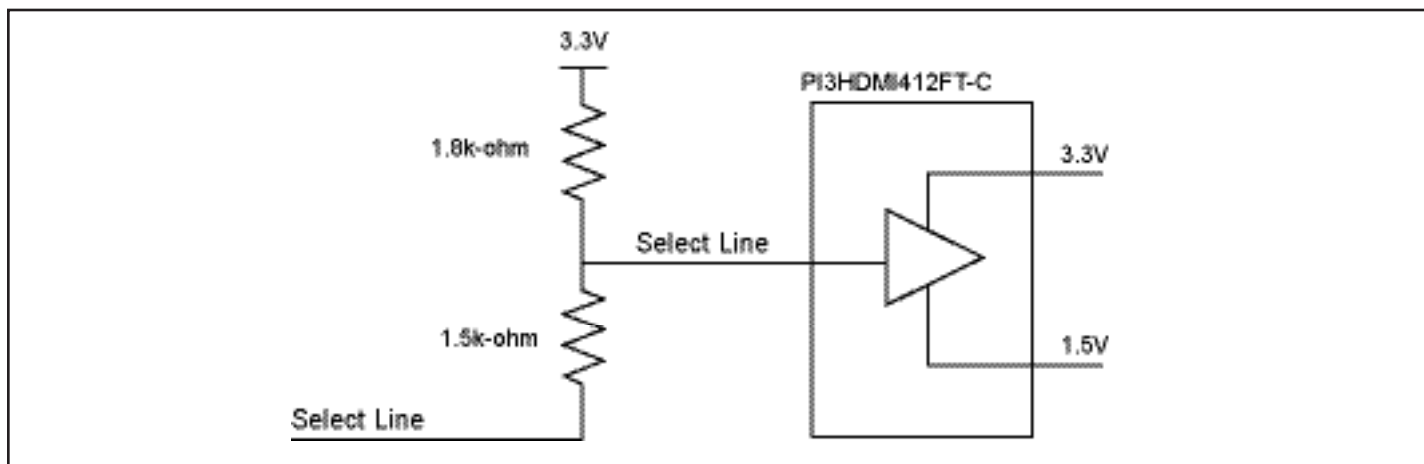 3.3V
PI3HDMI412FT-C
1.8k-ohm
3.3V
Select Line
1.5k-ohm
1.5V
Select Line